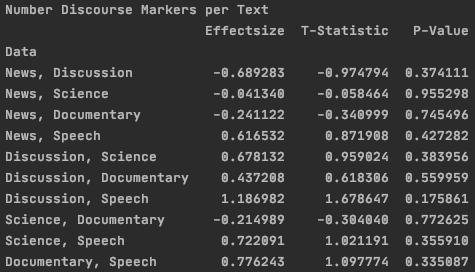 Number Discourse Markers per Text
Effectsize T-Statistic P-Value
Data
News, Discussion -0.689283 -0.974794 0.374111
News, Science -0.041340 -0.058464 0.955298
News, Documentary -0.241122 -0.340999 0.745496
News, Speech 0.616532 0.871908 0.427282
Discussion, Science 0.678132 0.959024 0.383956
Discussion, Documentary 0.437208 0.618306 0.559959
Discussion, Speech 1.186982 1.678647 0.175861
Science, Documentary -0.214989 -0.304040 0.772625
Science, Speech 0.722091 1.021191 0.355910
Documentary, Speech 0.776243 1.097774 0.335087